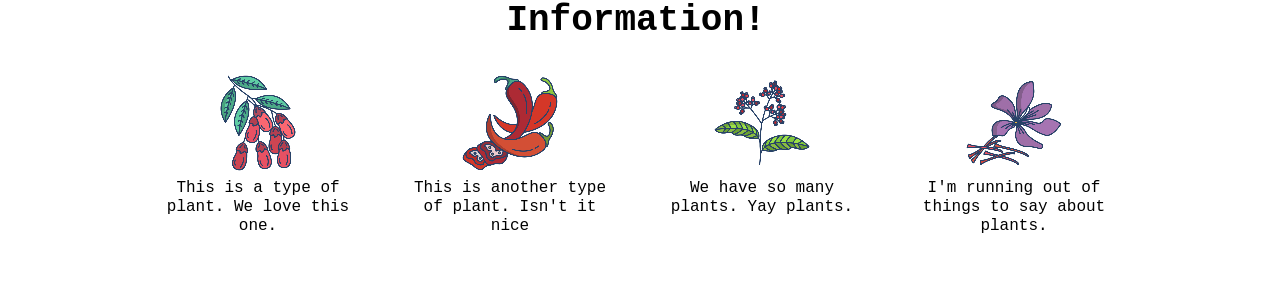 Information!
This is a type of
plant. We love this
one.
This is another type
of plant. Isn't it
nice
We have so many
plants. Yay plants.
I'm running out of
things to say about
plants.